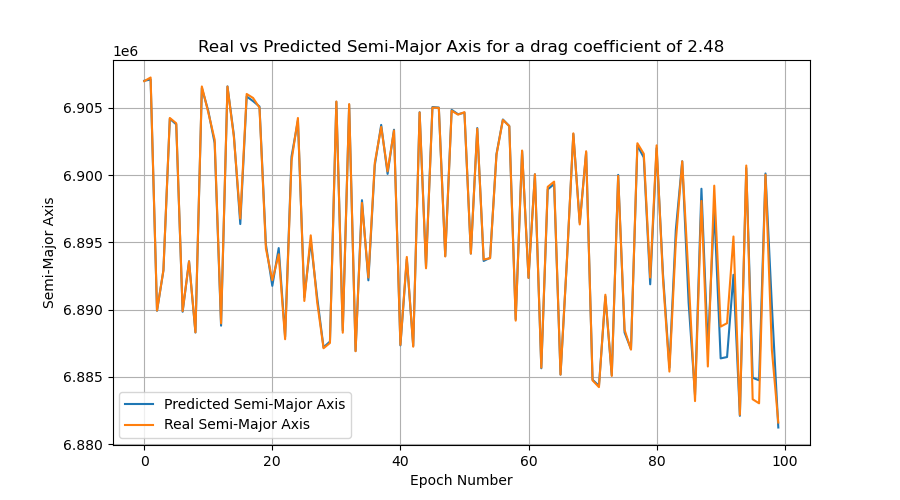 Real vs Predicted Semi-Major Axis for a drag coefficient of 2.48
1e6
6.905
6.900
6.895
6.890
6.885
6.880
Semi-Major Axis
Predicted Semi-Major Axis
Real Semi-Major Axis
0 20 40 60 80 100
Epoch Number